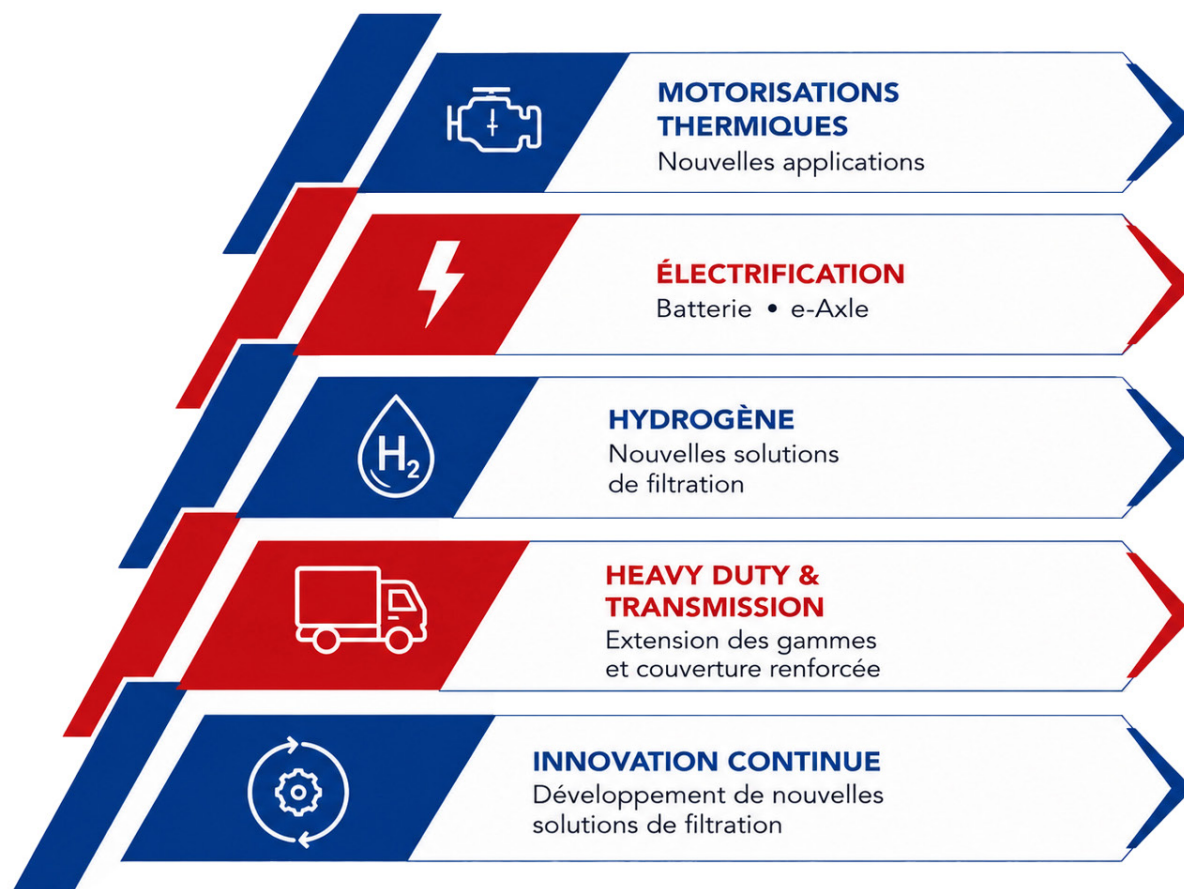 MOTORISATIONS
THERMIQUES
Nouvelles applications
ÉLECTRIFICATION
Batterie • e-Axle
H₂
HYDROGÈNE
Nouvelles solutions
de filtration
HEAVY DUTY &
TRANSMISSION
Extension des gammes
et couverture renforcée
INNOVATION CONTINUE
Développement de nouvelles
solutions de filtration